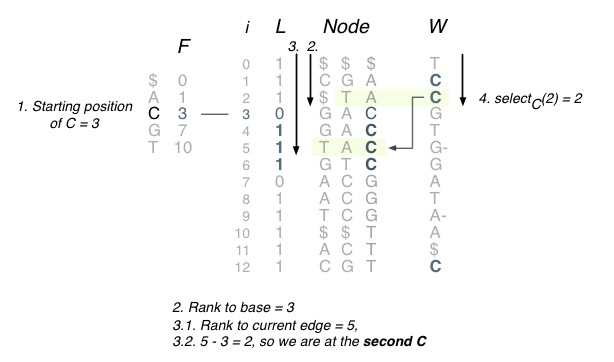 i L Node W
F 3. 2.
0 1 $ $ $ T
$ 0 1 1 C G A C
A 1 2 1 $ T A C
1. Starting position of C = 3
C 3 3 0 G A C G
4. selectC(2) = 2
G 7 4 1 G A C T
T 10 5 1 T A C G-
6 1 G T C G
7 0 A C G A
8 1 A C G T
9 1 T C G A-
10 1 $ $ T A
11 1 A C T $
12 1 C G T C
2. Rank to base = 3
3.1. Rank to current edge = 5,
3.2. 5 - 3 = 2, so we are at the second C